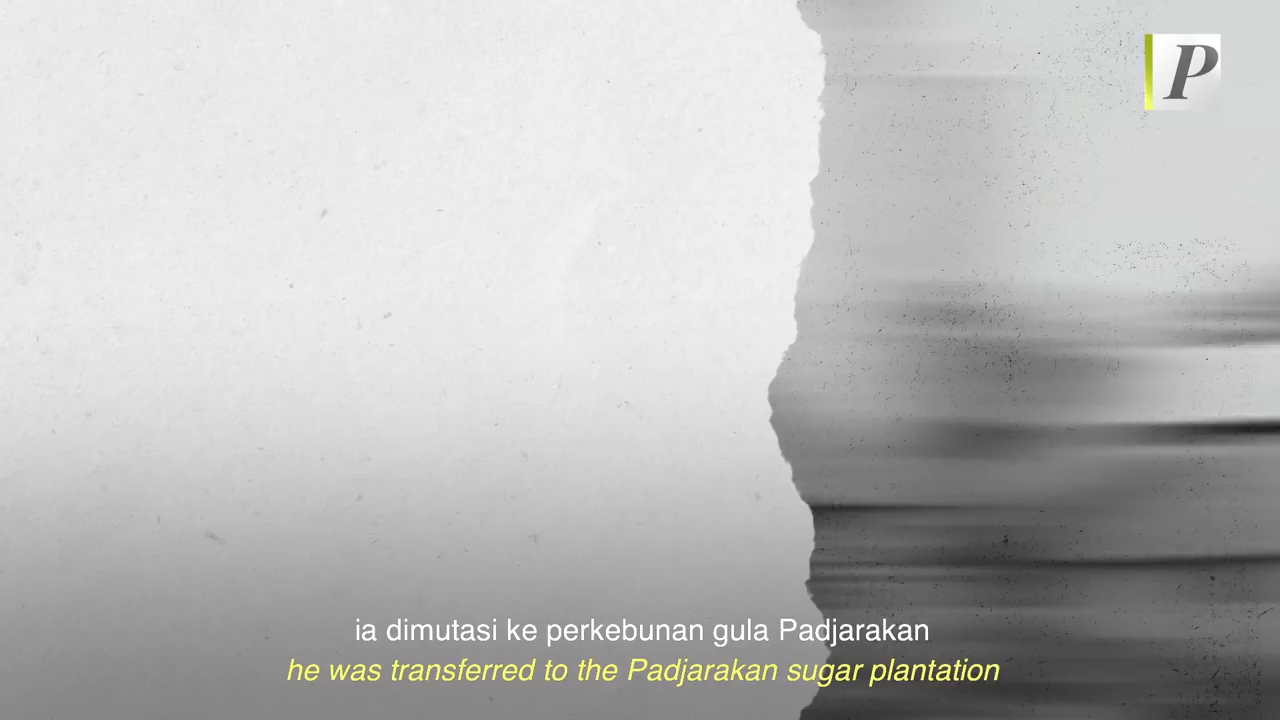 P
ia dimutasi ke perkebunan gula Padjarakan
he was transferred to the Padjarakan sugar plantation